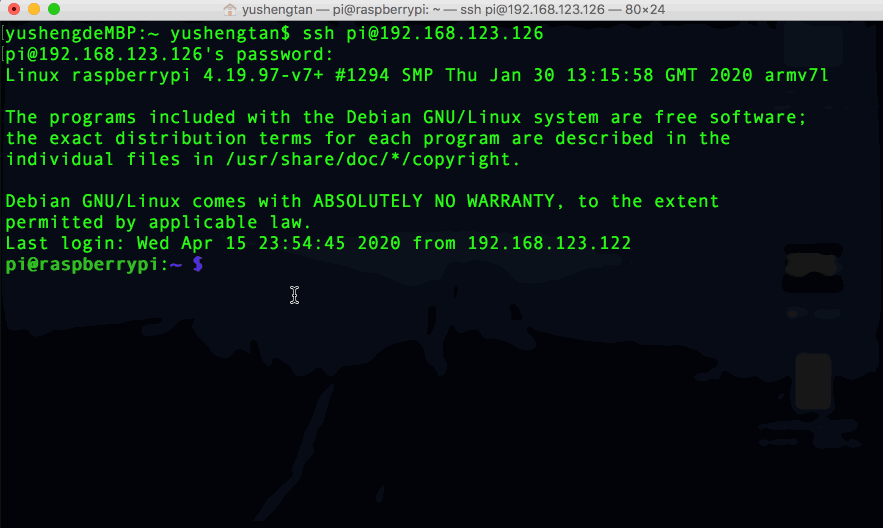 yushengtan — pi@raspberrypi: ~ — ssh pi@192.168.123.126 — 80×24
[yushengdeMBP:~ yushengtan$ ssh pi@192.168.123.126
[pi@192.168.123.126's password:
Linux raspberrypi 4.19.97-v7+ #1294 SMP Thu Jan 30 13:15:58 GMT 2020 armv7l
The programs included with the Debian GNU/Linux system are free software;
the exact distribution terms for each program are described in the
individual files in /usr/share/doc/*/copyright.
Debian GNU/Linux comes with ABSOLUTELY NO WARRANTY, to the extent
permitted by applicable law.
Last login: Wed Apr 15 23:54:45 2020 from 192.168.123.122
pi@raspberrypi:~ $